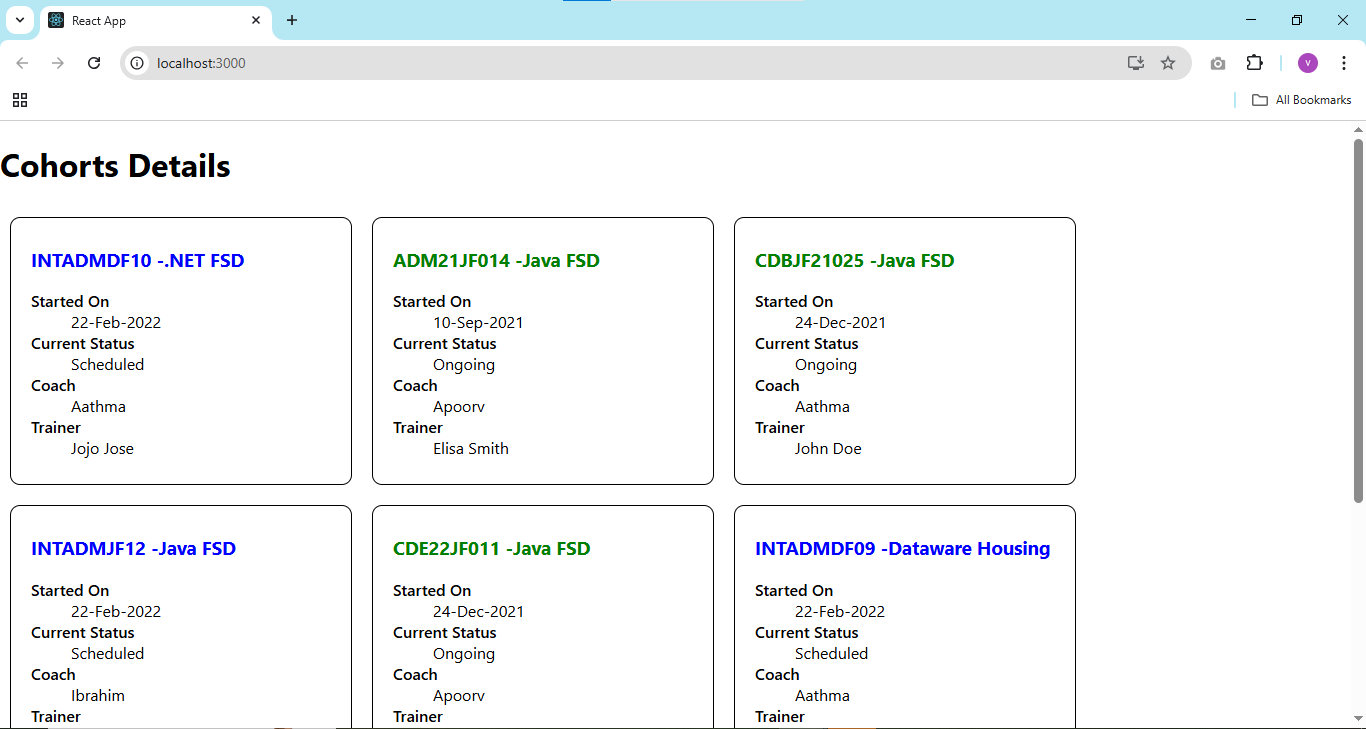 React App
localhost:3000
V
All Bookmarks
Cohorts Details
INTADMDF10 -.NET FSD
Started On
22-Feb-2022
Current Status
Scheduled
Coach
Aathma
Trainer
Jojo Jose
ADM21JF014 -Java FSD
Started On
10-Sep-2021
Current Status
Ongoing
Coach
Apoorv
Trainer
Elisa Smith
CDBJF21025 -Java FSD
Started On
24-Dec-2021
Current Status
Ongoing
Coach
Aathma
Trainer
John Doe
INTADMJF12 -Java FSD
Started On
22-Feb-2022
Current Status
Scheduled
Coach
Ibrahim
Trainer
CDE22JF011 -Java FSD
Started On
24-Dec-2021
Current Status
Ongoing
Coach
Apoorv
Trainer
INTADMDF09 -Dataware Housing
Started On
22-Feb-2022
Current Status
Scheduled
Coach
Aathma
Trainer